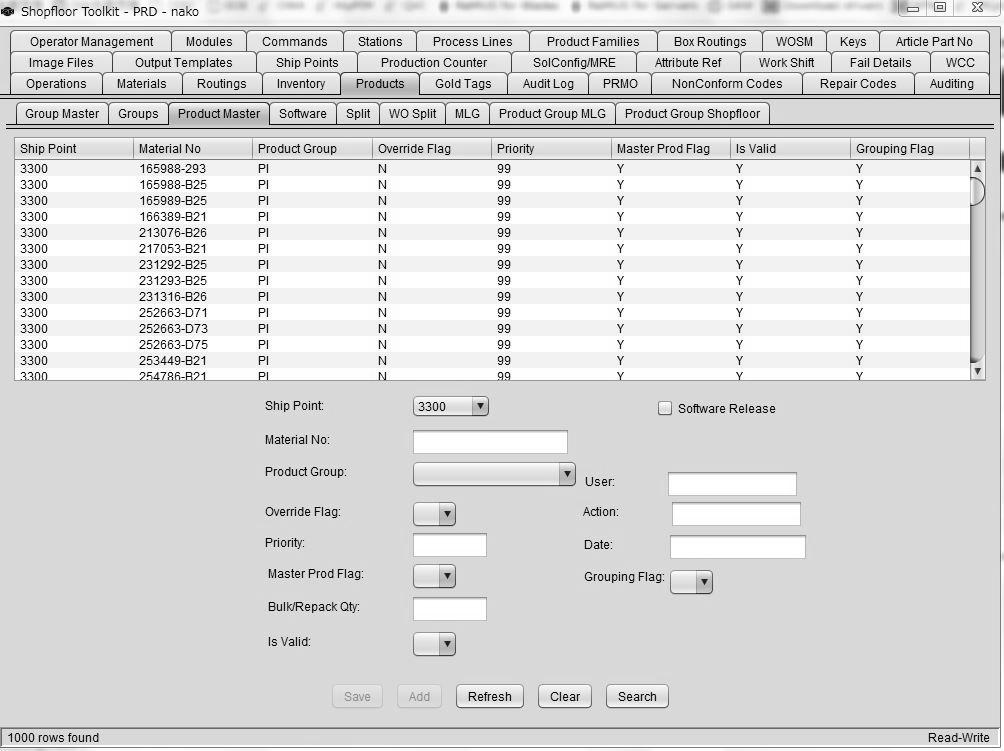 Shopfloor Toolkit - PRD - nako
Operator Management Modules Commands Stations Process Lines Product Families Box Routings WOSM Keys Article Part No
Image Files Output Templates Ship Points Production Counter SolConfig/MRE Attribute Ref Work Shift Fail Details WCC
Operations Materials Routings Inventory Products Gold Tags Audit Log PRMO NonConform Codes Repair Codes Auditing
Group Master Groups Product Master Software Split WO Split MLG Product Group MLG Product Group Shopfloor
Ship Point Material No Product Group Override Flag Priority Master Prod Flag Is Valid Grouping Flag
3300 165988-293 PI N 99 Y Y Y
3300 165988-B25 PI N 99 Y Y Y
3300 165989-B25 PI N 99 Y Y Y
3300 166389-B21 PI N 99 Y Y Y
3300 213076-B26 PI N 99 Y Y Y
3300 217053-B21 PI N 99 Y Y Y
3300 231292-B25 PI N 99 Y Y Y
3300 231293-B25 PI N 99 Y Y Y
3300 231316-B26 PI N 99 Y Y Y
3300 252663-D71 PI N 99 Y Y Y
3300 252663-D73 PI N 99 Y Y Y
3300 252663-D75 PI N 99 Y Y Y
3300 253449-B21 PI N 99 Y Y Y
3300 254786-B21 PI N 99 Y Y Y
Ship Point: 3300 Software Release
Material No:
Product Group:
User:
Override Flag: Action:
Priority: Date:
Master Prod Flag: Grouping Flag:
Bulk/Repack Qty:
Is Valid:
Save Add Refresh Clear Search
1000 rows found Read-Write